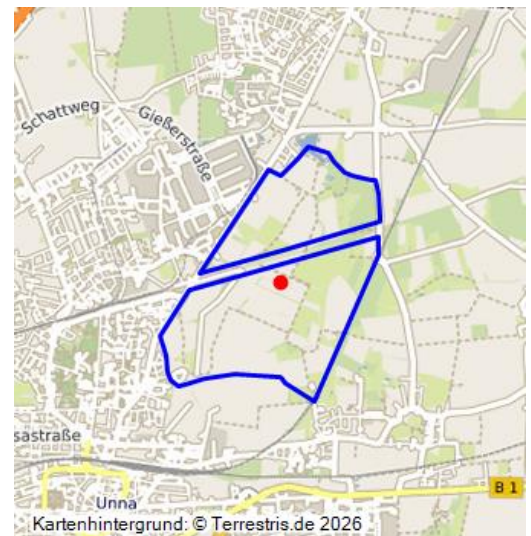 Schattweg
Gießerstraße
sastraße
B 1
Unna
Kartenhintergrund: © Terrestris.de 2026